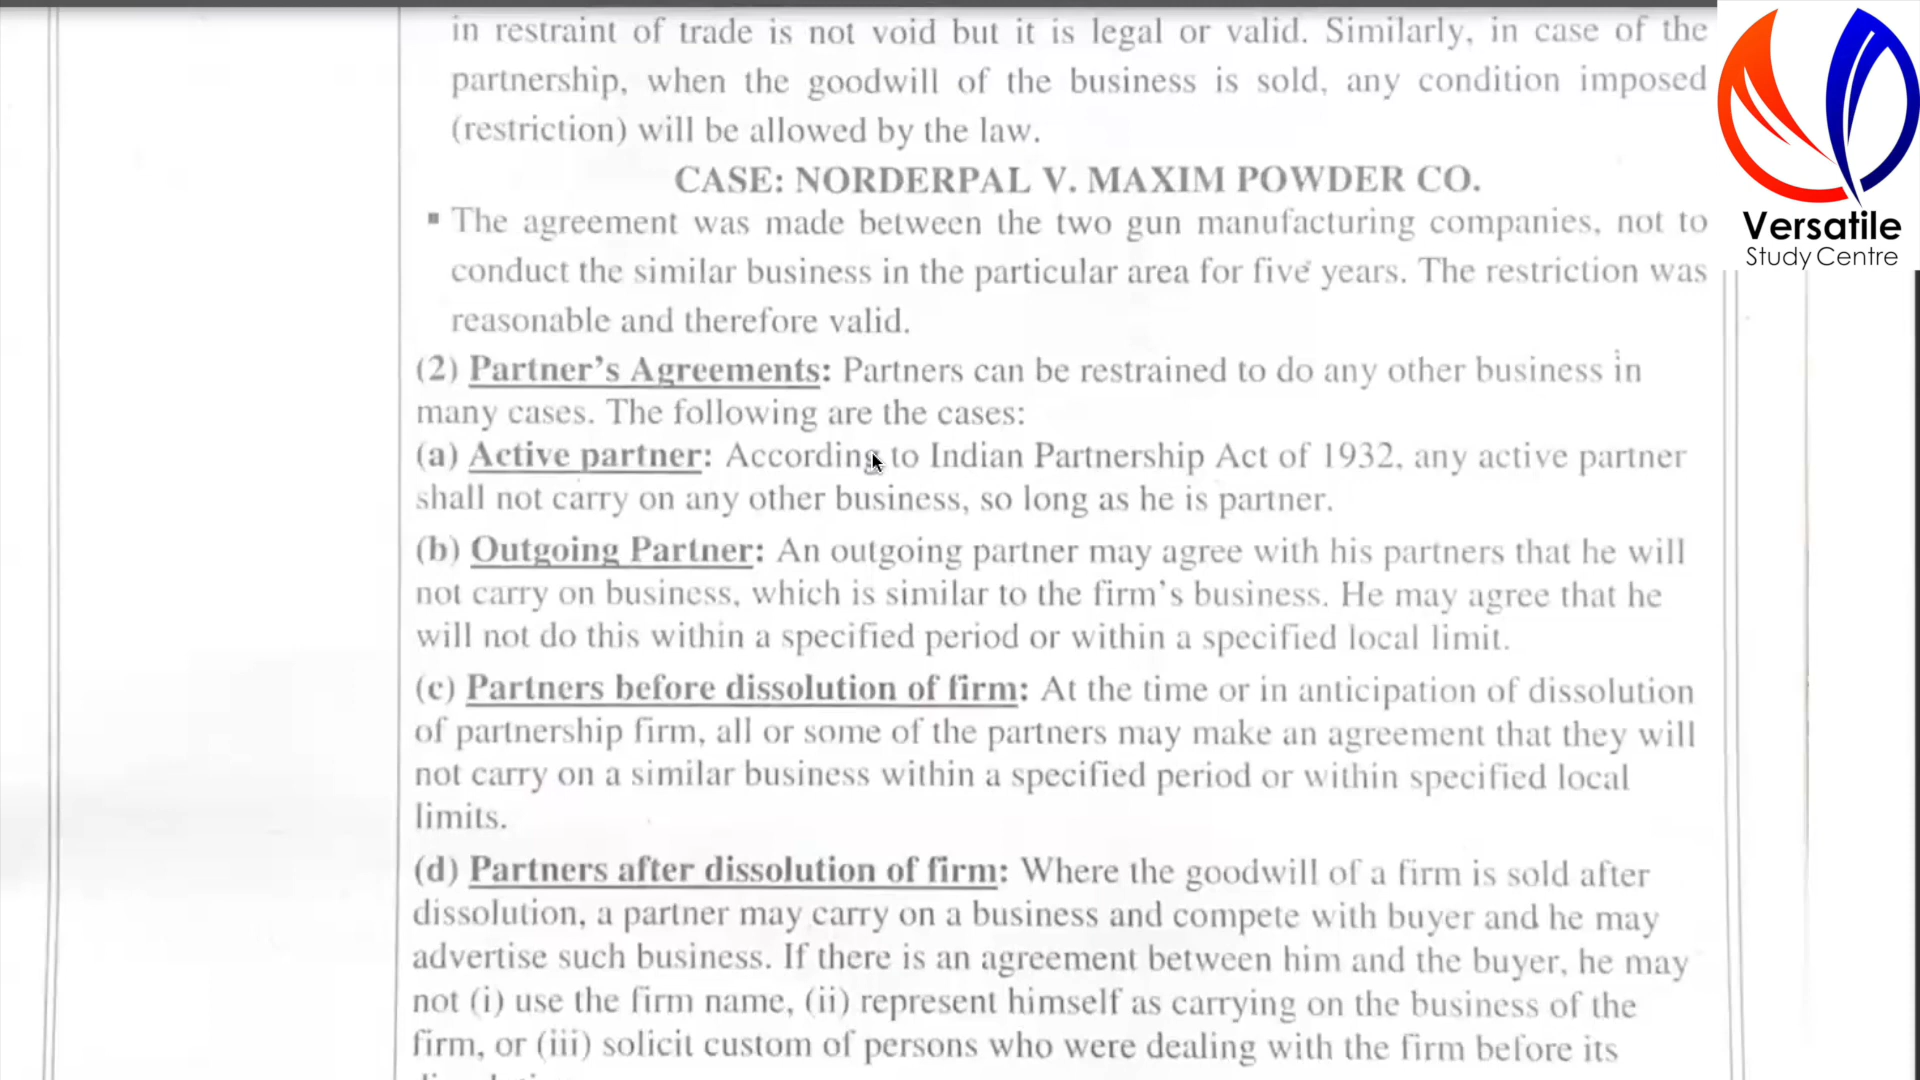 in restraint of trade is not void but it is legal or valid. Similarly, in case of the
partnership, when the goodwill of the business is sold, any condition imposed
(restriction) will be allowed by the law.
CASE: NORDERPAL V. MAXIM POWDER CO.
▪ The agreement was made between the two gun manufacturing companies, not to
conduct the similar business in the particular area for five years. The restriction was
reasonable and therefore valid.
(2) Partner's Agreements: Partners can be restrained to do any other business in
many cases. The following are the cases:
(a) Active partner: According to Indian Partnership Act of 1932, any active partner
shall not carry on any other business, so long as he is partner.
(b) Outgoing Partner: An outgoing partner may agree with his partners that he will
not carry on business, which is similar to the firm's business. He may agree that he
will not do this within a specified period or within a specified local limit.
(c) Partners before dissolution of firm: At the time or in anticipation of dissolution
of partnership firm, all or some of the partners may make an agreement that they will
not carry on a similar business within a specified period or within specified local
limits.
(d) Partners after dissolution of firm: Where the goodwill of a firm is sold after
dissolution, a partner may carry on a business and compete with buyer and he may
advertise such business. If there is an agreement between him and the buyer, he may
not (i) use the firm name, (ii) represent himself as carrying on the business of the
firm, or (iii) solicit custom of persons who were dealing with the firm before its
Versatile
Study Centre